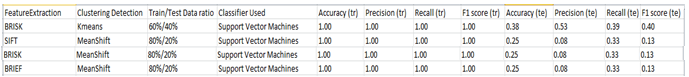 FeatureExtraction Clustering Detection Train/Test Data ratio Classifier Used Accuracy (tr) Precision (tr) Recall (tr) F1 score (tr) Accuracy (te) Precision (te) Recall (te) F1 score (te)
BRISK Kmeans 60%/40% Support Vector Machines 1.00 1.00 1.00 1.00 0.38 0.53 0.39 0.40
SIFT MeanShift 80%/20% Support Vector Machines 1.00 1.00 1.00 1.00 0.25 0.08 0.33 0.13
BRISK MeanShift 80%/20% Support Vector Machines 1.00 1.00 1.00 1.00 0.25 0.08 0.33 0.13
BRIEF MeanShift 80%/20% Support Vector Machines 1.00 1.00 1.00 1.00 0.25 0.08 0.33 0.13